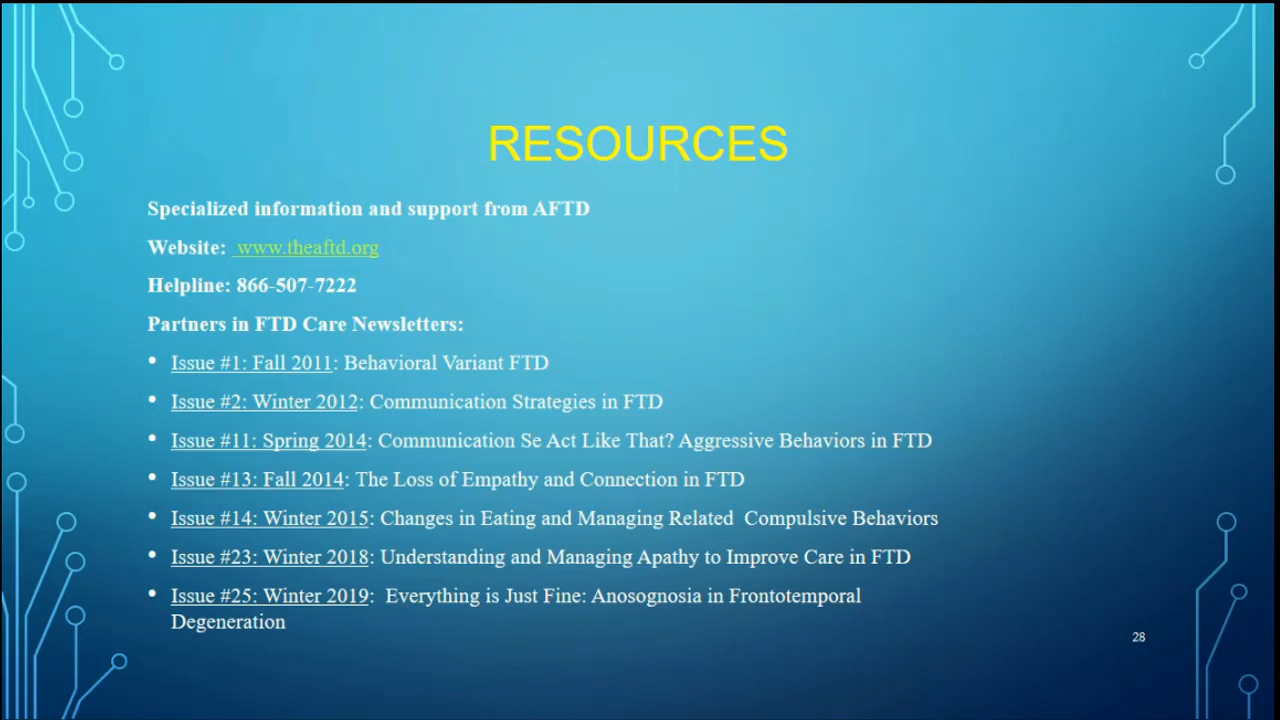 RESOURCES
Specialized information and support from AFTD
Website:  www.theaftd.org
Helpline: 866-507-7222
Partners in FTD Care Newsletters:
• Issue #1: Fall 2011: Behavioral Variant FTD
• Issue #2: Winter 2012: Communication Strategies in FTD
• Issue #11: Spring 2014: Communication Se Act Like That? Aggressive Behaviors in FTD
• Issue #13: Fall 2014: The Loss of Empathy and Connection in FTD
• Issue #14: Winter 2015: Changes in Eating and Managing Related  Compulsive Behaviors
• Issue #23: Winter 2018: Understanding and Managing Apathy to Improve Care in FTD
• Issue #25: Winter 2019:  Everything is Just Fine: Anosognosia in Frontotemporal
Degeneration
28